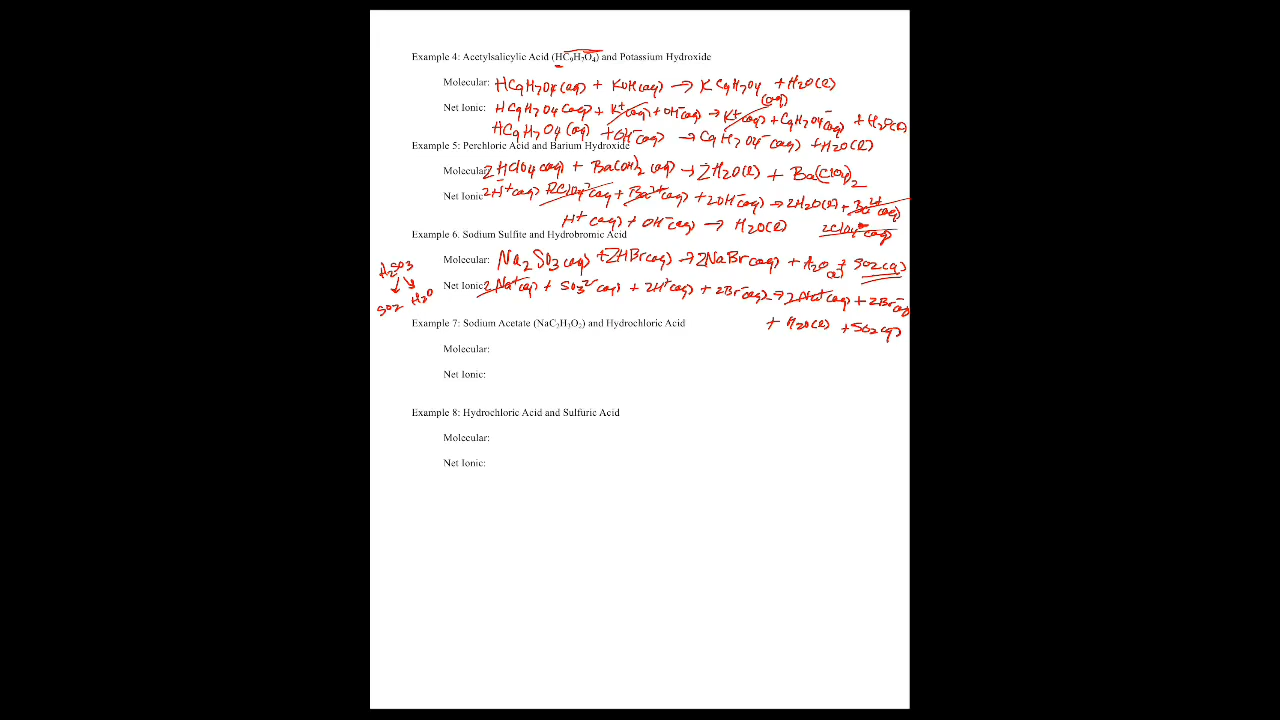 Example 4: Acetylsalicylic Acid (HC₉H₇O₄) and Potassium Hydroxide
Molecular: HC₉H₇O₄(aq) + KOH(aq) → KC₉H₇O₄(aq) + H₂O(l)
Net Ionic: HC₉H₇O₄(aq) + K⁺(aq) + OH⁻(aq) → K⁺(aq) + C₉H₇O₄⁻(aq) + H₂O(l)
HC₉H₇O₄(aq) + OH⁻(aq) → C₉H₇O₄⁻(aq) + H₂O(l)
Example 5: Perchloric Acid and Barium Hydroxide
Molecular: 2HClO₄(aq) + Ba(OH)₂(aq) → 2H₂O(l) + Ba(ClO₄)₂
Net Ionic: 2H⁺(aq) 2ClO₄⁻(aq) + Ba²⁺(aq) + 2OH⁻(aq) → 2H₂O(l) + Ba²⁺(aq)
2ClO₄⁻(aq)
H⁺(aq) + OH⁻(aq) → H₂O(l)
Example 6: Sodium Sulfite and Hydrobromic Acid
Molecular: Na₂SO₃(aq) + 2HBr(aq) → 2NaBr(aq) + H₂O(l) + SO₂(g)
H₂SO₃
SO₂ H₂O
Net Ionic: 2Na⁺(aq) + SO₃²⁻(aq) + 2H⁺(aq) + 2Br⁻(aq) → 2Na⁺(aq) + 2Br⁻(aq)
+ H₂O(l) + SO₂(g)
Example 7: Sodium Acetate (NaC₂H₃O₂) and Hydrochloric Acid
Molecular:
Net Ionic:
Example 8: Hydrochloric Acid and Sulfuric Acid
Molecular:
Net Ionic: